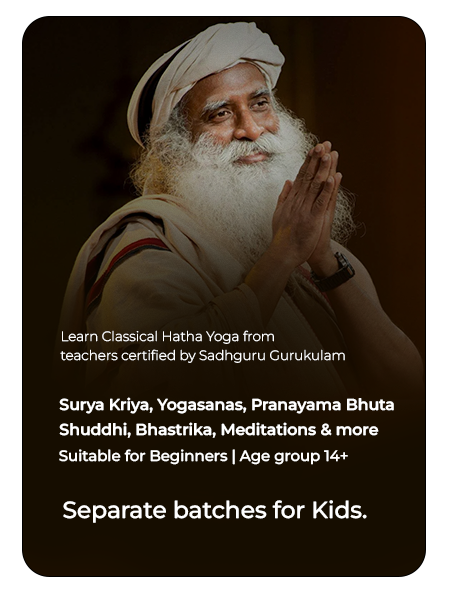 Learn Classical Hatha Yoga from
teachers certified by Sadhguru Gurukulam
Surya Kriya, Yogasanas, Pranayama Bhuta
Shuddhi, Bhastrika, Meditations & more
Suitable for Beginners | Age group 14+
Separate batches for Kids.